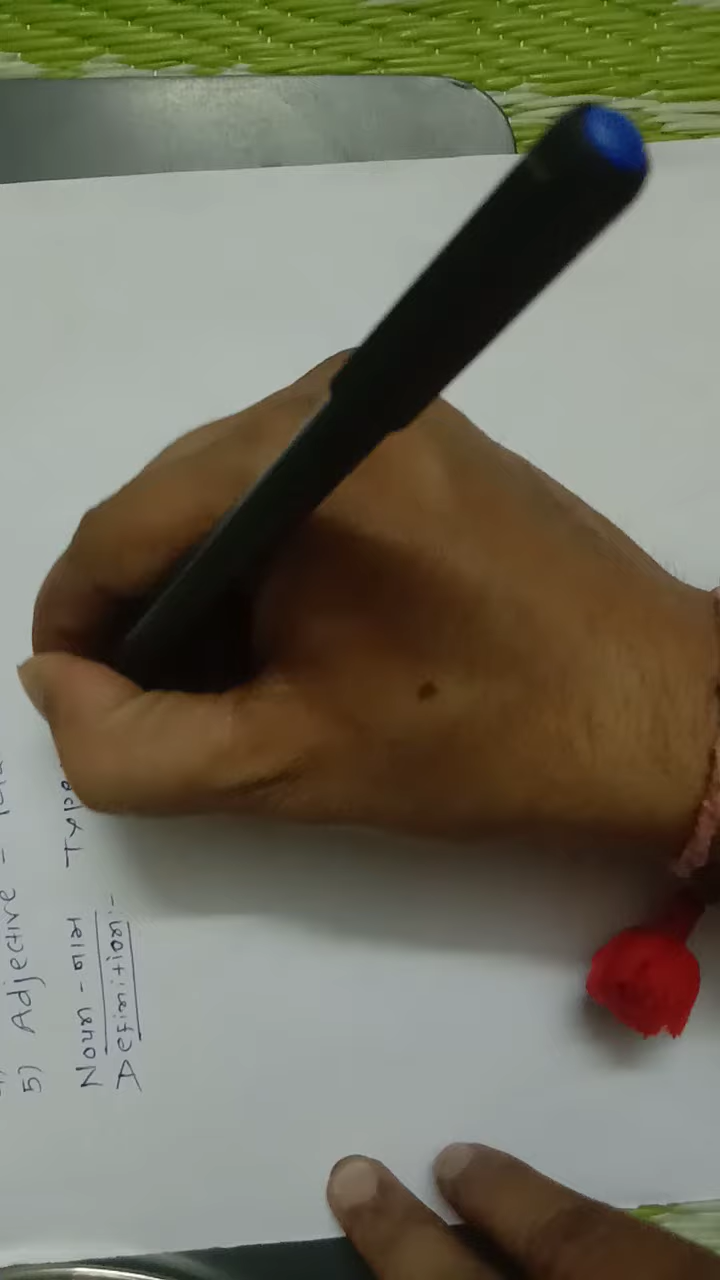 5) Adjective -
Noun - નામ Type
Definition:-